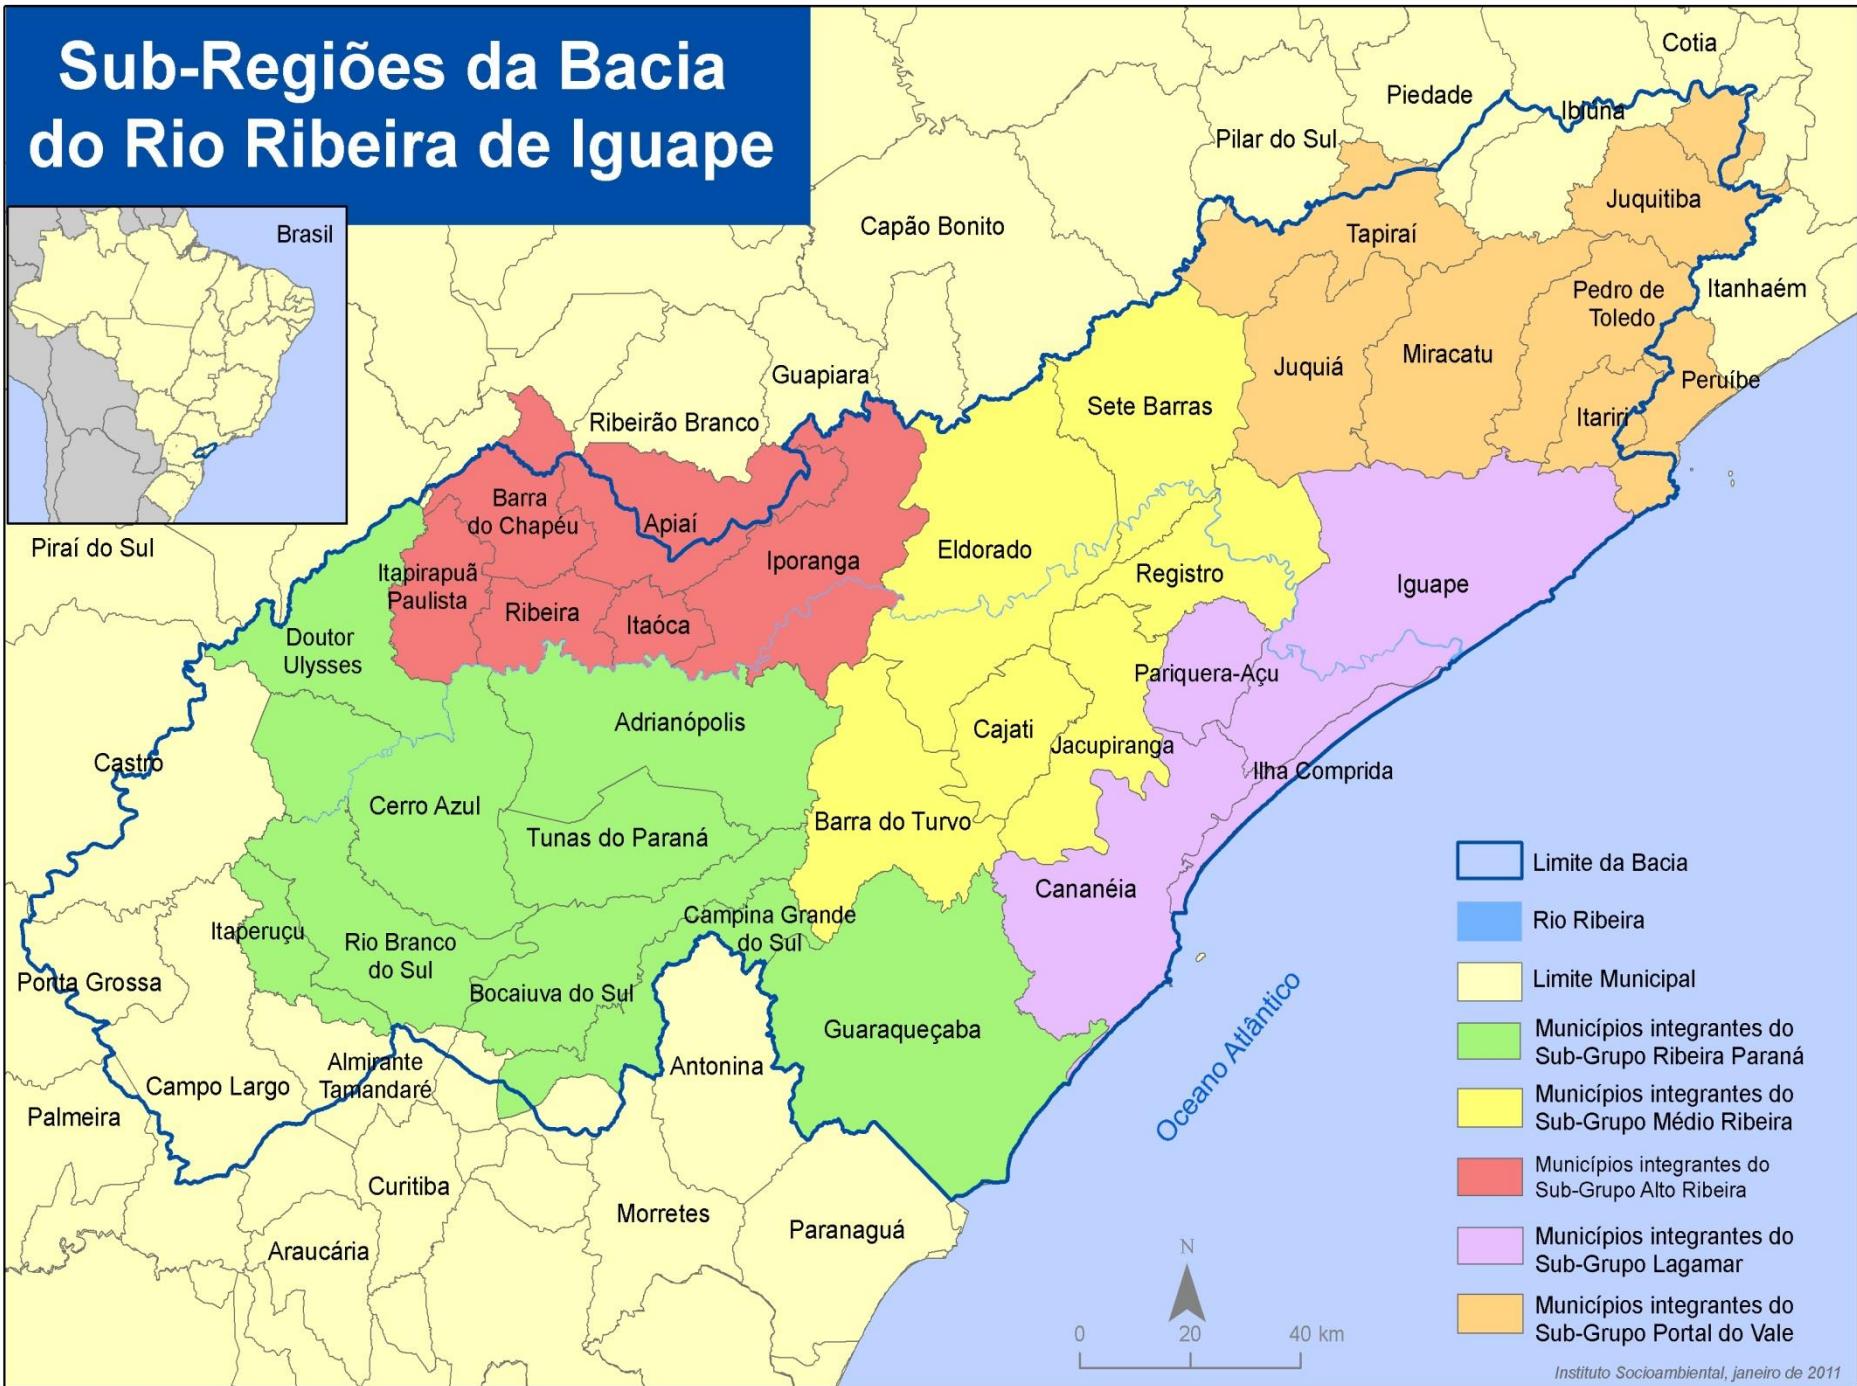 Sub-Regiões da Bacia
do Rio Ribeira de Iguape
Brasil
Cotia
Piedade
Ibiúna
Pilar do Sul
Juquitiba
Capão Bonito
Tapiraí
Itanhaém
Pedro de
Toledo
Miracatu
Juquiá
Guapiara
Peruíbe
Sete Barras
Itariri
Ribeirão Branco
Barra
do Chapéu
Apiaí
Piraí do Sul
Eldorado
Iporanga
Itapirapuã
Paulista
Registro
Iguape
Ribeira
Itaóca
Doutor
Ulysses
Pariquera-Açu
Adrianópolis
Cajati
Jacupiranga
Castro
Ilha Comprida
Cerro Azul
Tunas do Paraná
Barra do Turvo
Cananéia
Campina Grande
do Sul
Itaperuçu
Rio Branco
do Sul
Ponta Grossa
Bocaiuva do Sul
Guaraqueçaba
Antonina
Almirante
Tamandaré
Campo Largo
Palmeira
Curitiba
Morretes
Paranaguá
Araucária
Oceano Atlântico
Limite da Bacia
Rio Ribeira
Limite Municipal
Municípios integrantes do
Sub-Grupo Ribeira Paraná
Municípios integrantes do
Sub-Grupo Médio Ribeira
Municípios integrantes do
Sub-Grupo Alto Ribeira
Municípios integrantes do
Sub-Grupo Lagamar
Municípios integrantes do
Sub-Grupo Portal do Vale
N
0 20 40 km
Instituto Socioambiental, janeiro de 2011